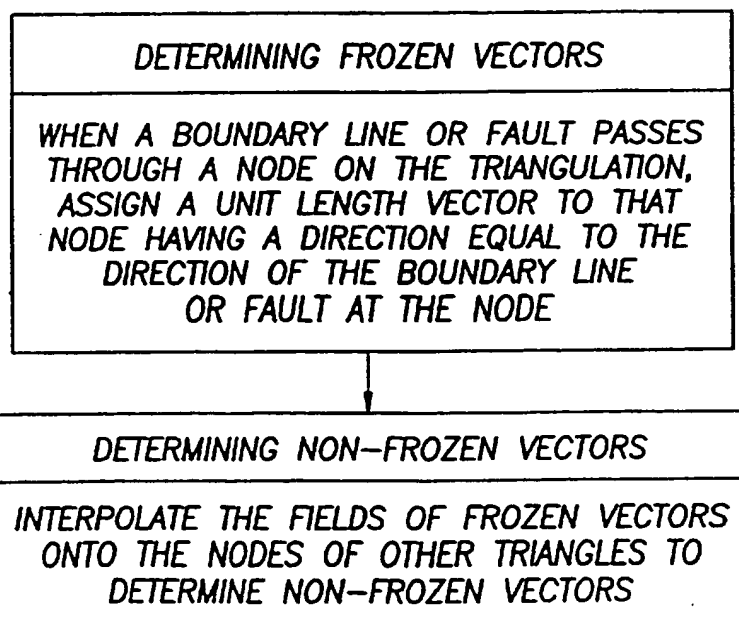 DETERMINING FROZEN VECTORS
WHEN A BOUNDARY LINE OR FAULT PASSES
THROUGH A NODE ON THE TRIANGULATION,
ASSIGN A UNIT LENGTH VECTOR TO THAT
NODE HAVING A DIRECTION EQUAL TO THE
DIRECTION OF THE BOUNDARY LINE
OR FAULT AT THE NODE
DETERMINING NON-FROZEN VECTORS
INTERPOLATE THE FIELDS OF FROZEN VECTORS
ONTO THE NODES OF OTHER TRIANGLES TO
DETERMINE NON-FROZEN VECTORS